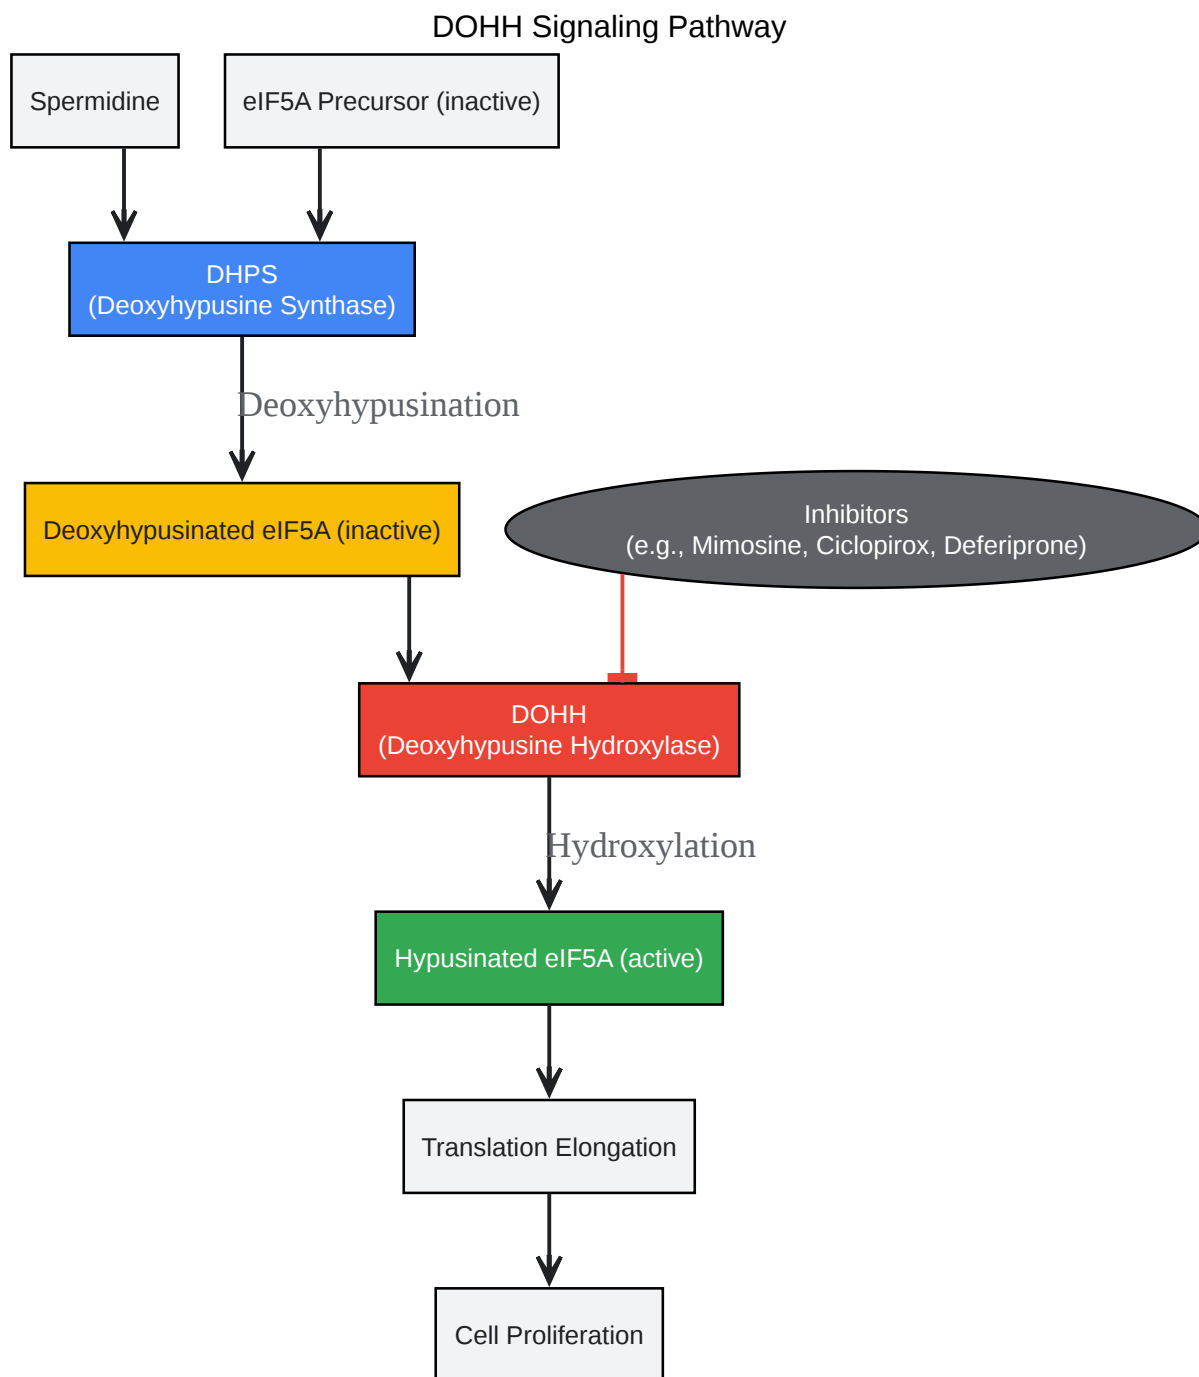 DOHH Signaling Pathway
Spermidine
eIF5A Precursor (inactive)
DHPS
(Deoxyhypusine Synthase)
Deoxyhypusination
Deoxyhypusinated eIF5A (inactive)
Inhibitors
(e.g., Mimosine, Ciclopirox, Deferiprone)
DOHH
(Deoxyhypusine Hydroxylase)
Hydroxylation
Hypusinated eIF5A (active)
Translation Elongation
Cell Proliferation